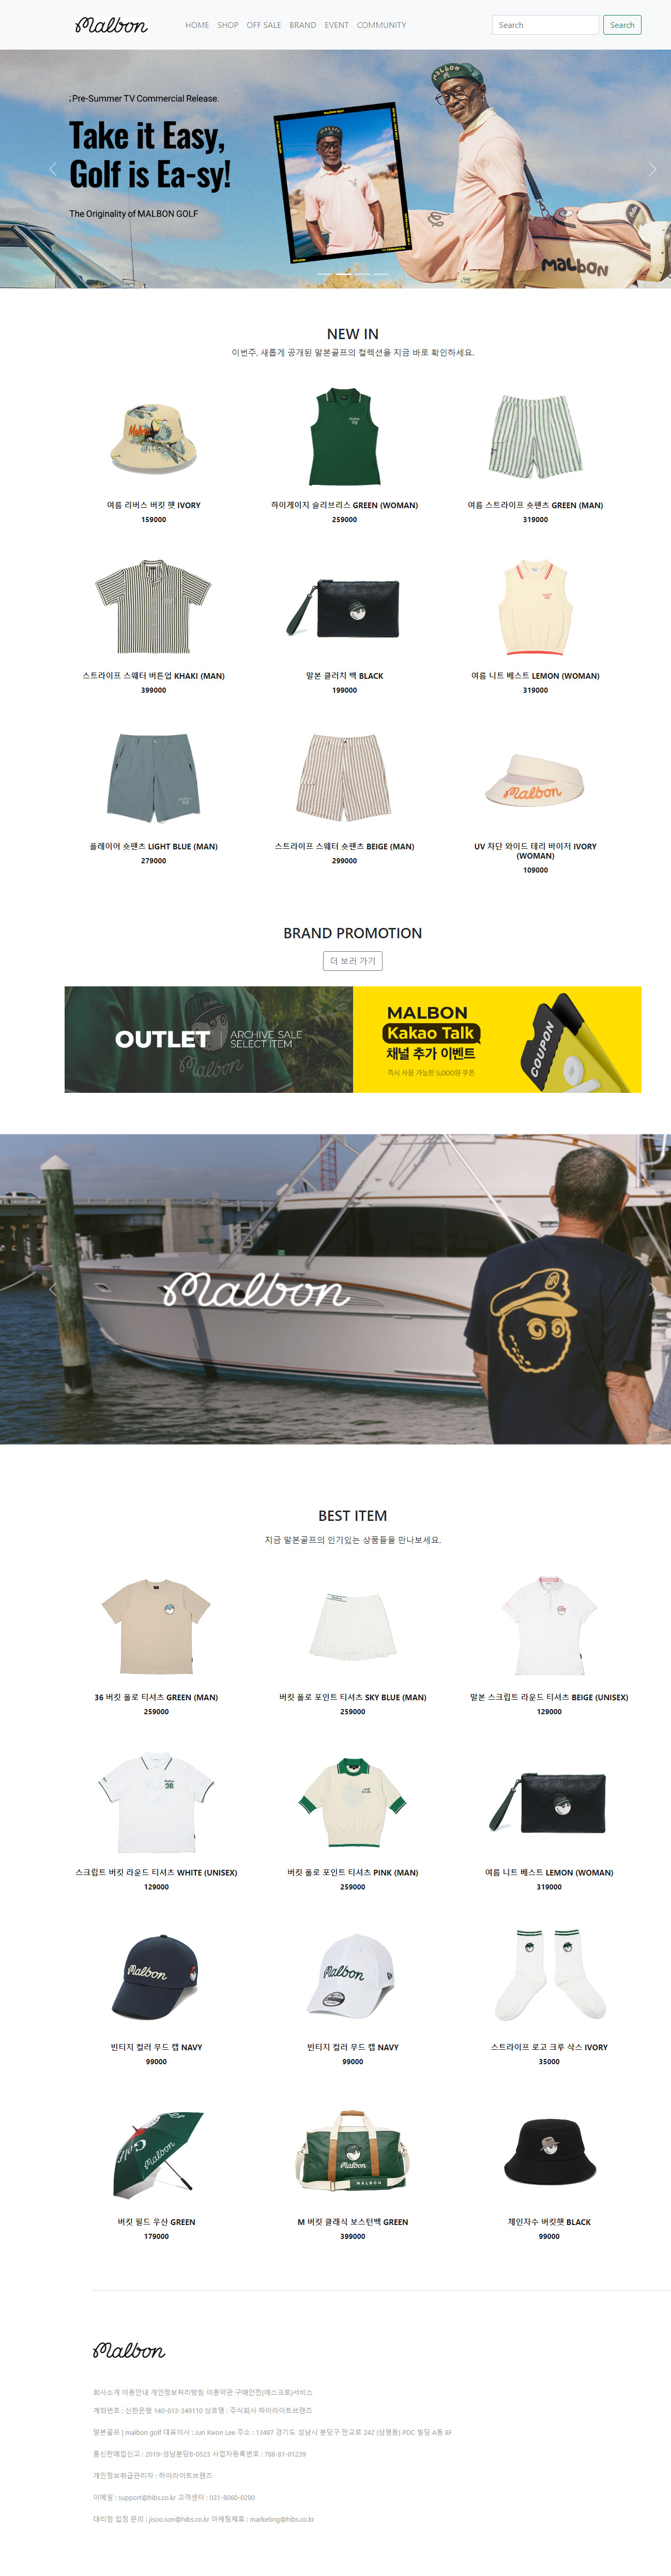 Malbon
HOME SHOP OFF SALE BRAND EVENT COMMUNITY
Search Search
;Pre-Summer TV Commercial Release.
Take it Easy,
Golf is Ea-sy!
The Originality of MALBON GOLF
MALBON
NEW IN
이번주, 새롭게 공개된 말본골프의 컬렉션을 지금 바로 확인하세요.
여름 리버스 버킷 햇 IVORY
159000
하이게이지 슬리브리스 GREEN (WOMAN)
259000
여름 스트라이프 숏팬츠 GREEN (MAN)
319000
스트라이프 스웨터 버튼업 KHAKI (MAN)
399000
말본 클러치 백 BLACK
199000
여름 니트 베스트 LEMON (WOMAN)
319000
플레이어 숏팬츠 LIGHT BLUE (MAN)
279000
스트라이프 스웨터 숏팬츠 BEIGE (MAN)
299000
Malbon
UV 차단 와이드 테리 바이저 IVORY
(WOMAN)
109000
BRAND PROMOTION
더 보러 가기
OUTLET | ARCHIVE SALE
SELECT ITEM
Malbon
MALBON
Kakao Talk
채널 추가 이벤트
즉시 사용 가능한 5,000원 쿠폰
COUPON
Malbon
BEST ITEM
지금 말본골프의 인기있는 상품들을 만나보세요.
36 버킷 폴로 티셔츠 GREEN (MAN)
259000
버킷 폴로 포인트 티셔츠 SKY BLUE (MAN)
259000
말본 스크립트 라운드 티셔츠 BEIGE (UNISEX)
129000
36
스크립트 버킷 라운드 티셔츠 WHITE (UNISEX)
129000
버킷 폴로 포인트 티셔츠 PINK (MAN)
259000
여름 니트 베스트 LEMON (WOMAN)
319000
Malbon
빈티지 컬러 무드 캡 NAVY
99000
Malbon
빈티지 컬러 무드 캡 NAVY
99000
스트라이프 로고 크루 삭스 IVORY
35000
Malbon
버킷 필드 우산 GREEN
179000
Malbon
MALBON
M 버킷 클래식 보스턴백 GREEN
399000
체인자수 버킷햇 BLACK
99000
Malbon
회사소개 이용안내 개인정보처리방침 이용약관 구매안전(에스크로)서비스
계좌번호 : 신한은행 140-013-349110 상호명 : 주식회사 하이라이트브랜즈
말본골프 | malbon golf 대표이사 : Jun Kwon Lee 주소 : 13487 경기도 성남시 분당구 판교로 242 (삼평동) PDC 빌딩 A동 8F
통신판매업신고 : 2019-성남분당B-0523 사업자등록번호 : 788-81-01239
개인정보취급관리자 : 하이라이트브랜즈
이메일 : support@hibs.co.kr 고객센터 : 031-8060-0290
대리점 입점 문의 : jisoo.son@hibs.co.kr 마케팅제휴 : marketing@hibs.co.kr